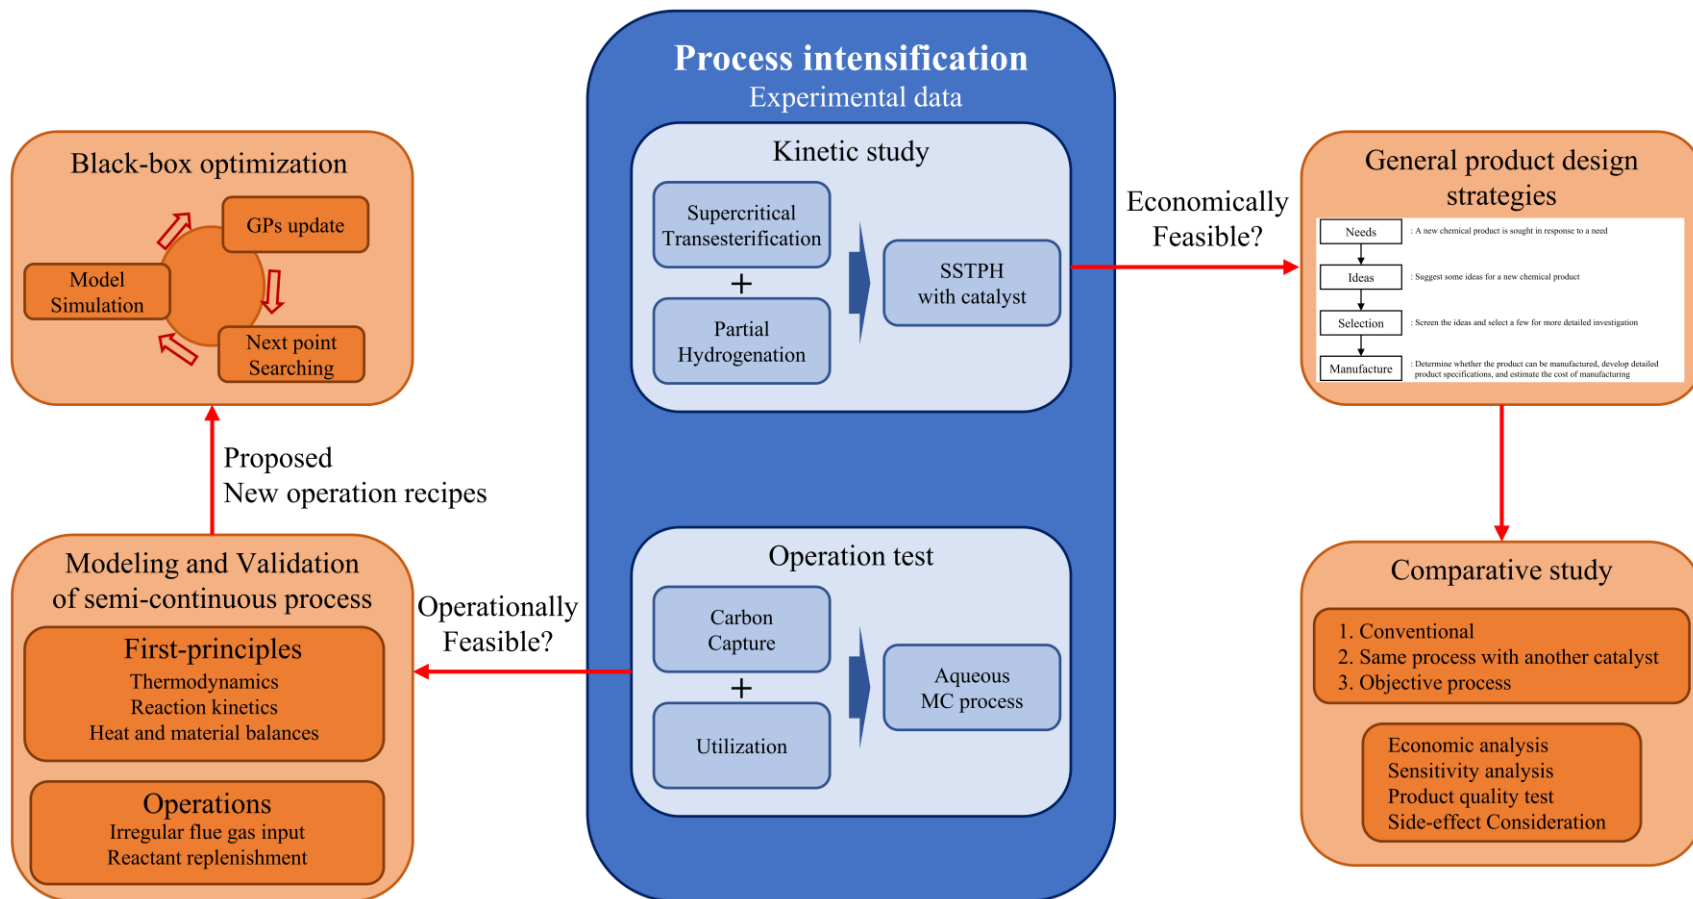 Process intensification
Experimental data
Kinetic study
Supercritical
Transesterification
+
Partial
Hydrogenation
SSTPH
with catalyst
Operation test
Carbon
Capture
+
Utilization
Aqueous
MC process
Economically
Feasible?
General product design
strategies
Needs : A new chemical product is sought in response to a need
Ideas : Suggest some ideas for a new chemical product
Selection : Screen the ideas and select a few for more detailed investigation
Manufacture : Determine whether the product can be manufactured, develop detailed
product specifications, and estimate the cost of manufacturing
Comparative study
1. Conventional
2. Same process with another catalyst
3. Objective process
Economic analysis
Sensitivity analysis
Product quality test
Side-effect Consideration
Operationally
Feasible?
Modeling and Validation
of semi-continuous process
First-principles
Thermodynamics
Reaction kinetics
Heat and material balances
Operations
Irregular flue gas input
Reactant replenishment
Proposed
New operation recipes
Black-box optimization
GPs update
Model
Simulation
Next point
Searching